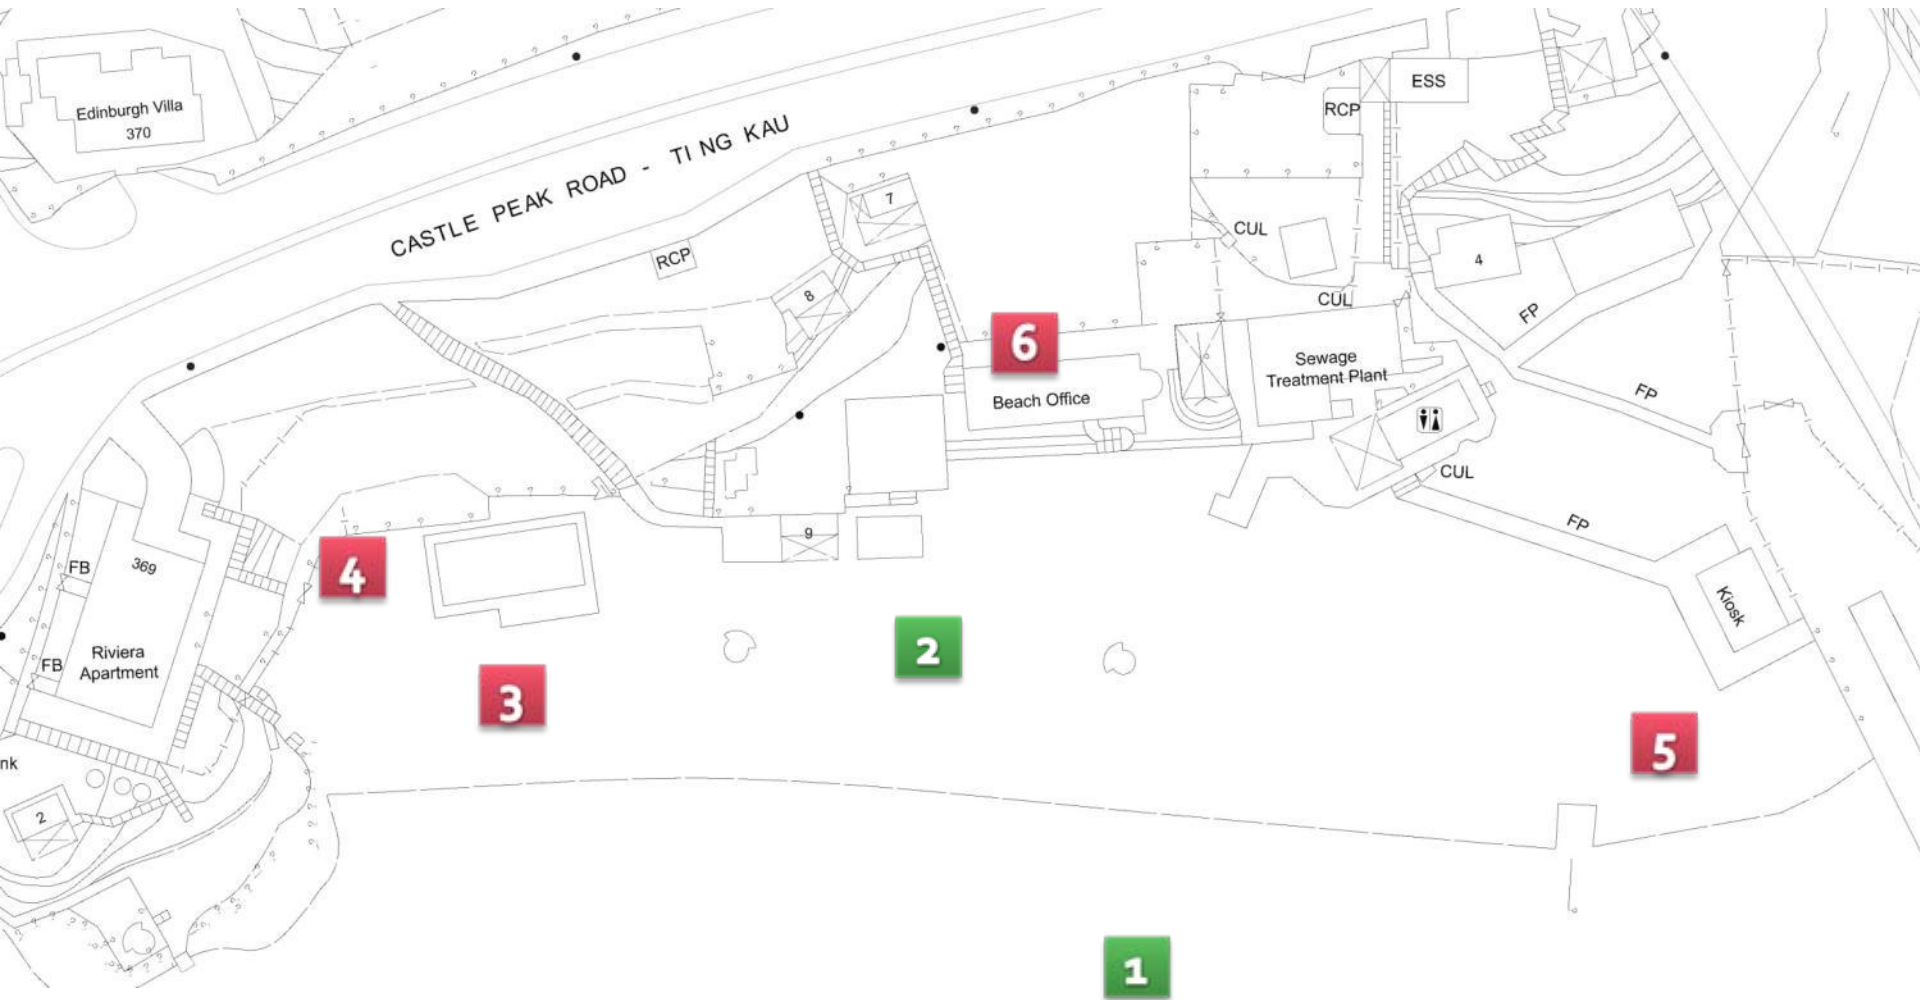 Edinburgh Villa
370
CASTLE PEAK ROAD - TING KAU
RCP
7
8
ESS
RCP
CUL
4
CUL
FP
6
Beach Office
Sewage
Treatment Plant
FP
CUL
FP
9
4
FB
369
FB
Riviera
Apartment
3
2
Kiosk
5
nk
2
1